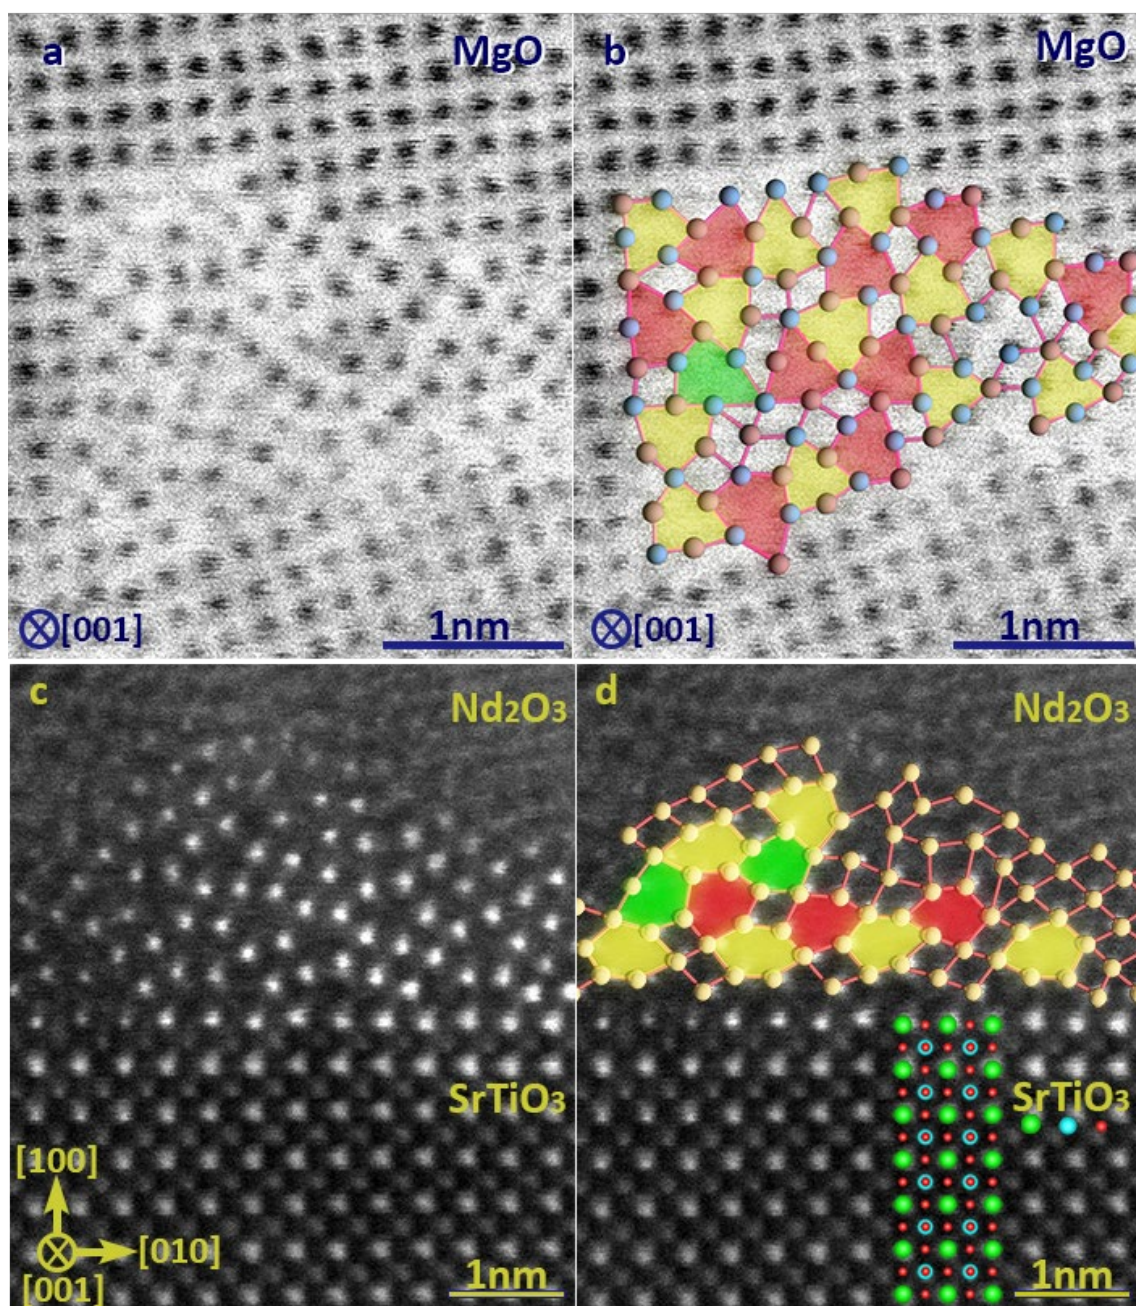 a
MgO
b
MgO
[001]
1nm
[001]
1nm
c
Nd₂O₃
d
Nd₂O₃
SrTiO₃
SrTiO₃
[100]
[010]
[001]
1nm
1nm